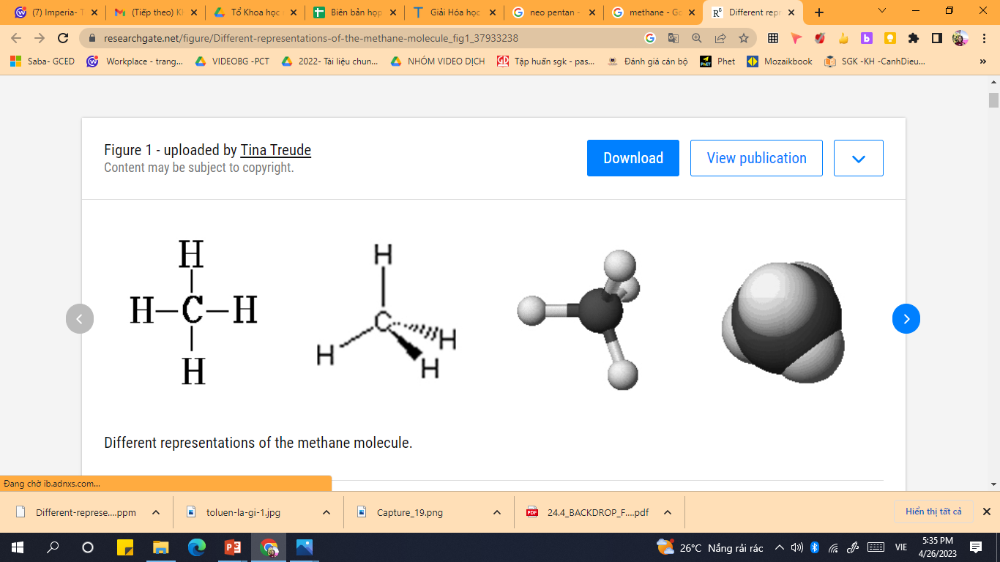 (7) Imperia- T
(Tiếp theo) Kh
Tổ Khoa học
Biên bản họp
Giải Hóa học
neo pentan -
methane - Go
Different repr
researchgate.net/figure/Different-representations-of-the-methane-molecule_fig1_37933238
Saba- GCED
Workplace - trang...
VIDEOBG -PCT
2022- Tài liệu chun...
NHÓM VIDEO DỊCH
Tập huấn sgk - pas...
Đánh giá cán bộ
Phet
Mozaikbook
SGK -KH -CanhDieu...
»
Figure 1 - uploaded by Tina Treude
Content may be subject to copyright.
Download
View publication
H
H-C-H
H
H
C
H
H
H
Different representations of the methane molecule.
Đang chờ ib.adnxs.com...
Different-represe....ppm
toluen-la-gi-1.jpg
Capture_19.png
24.4_BACKDROP_F....pdf
Hiển thị tất cả
26°C Nắng rải rác
VIE
5:35 PM
4/26/2023